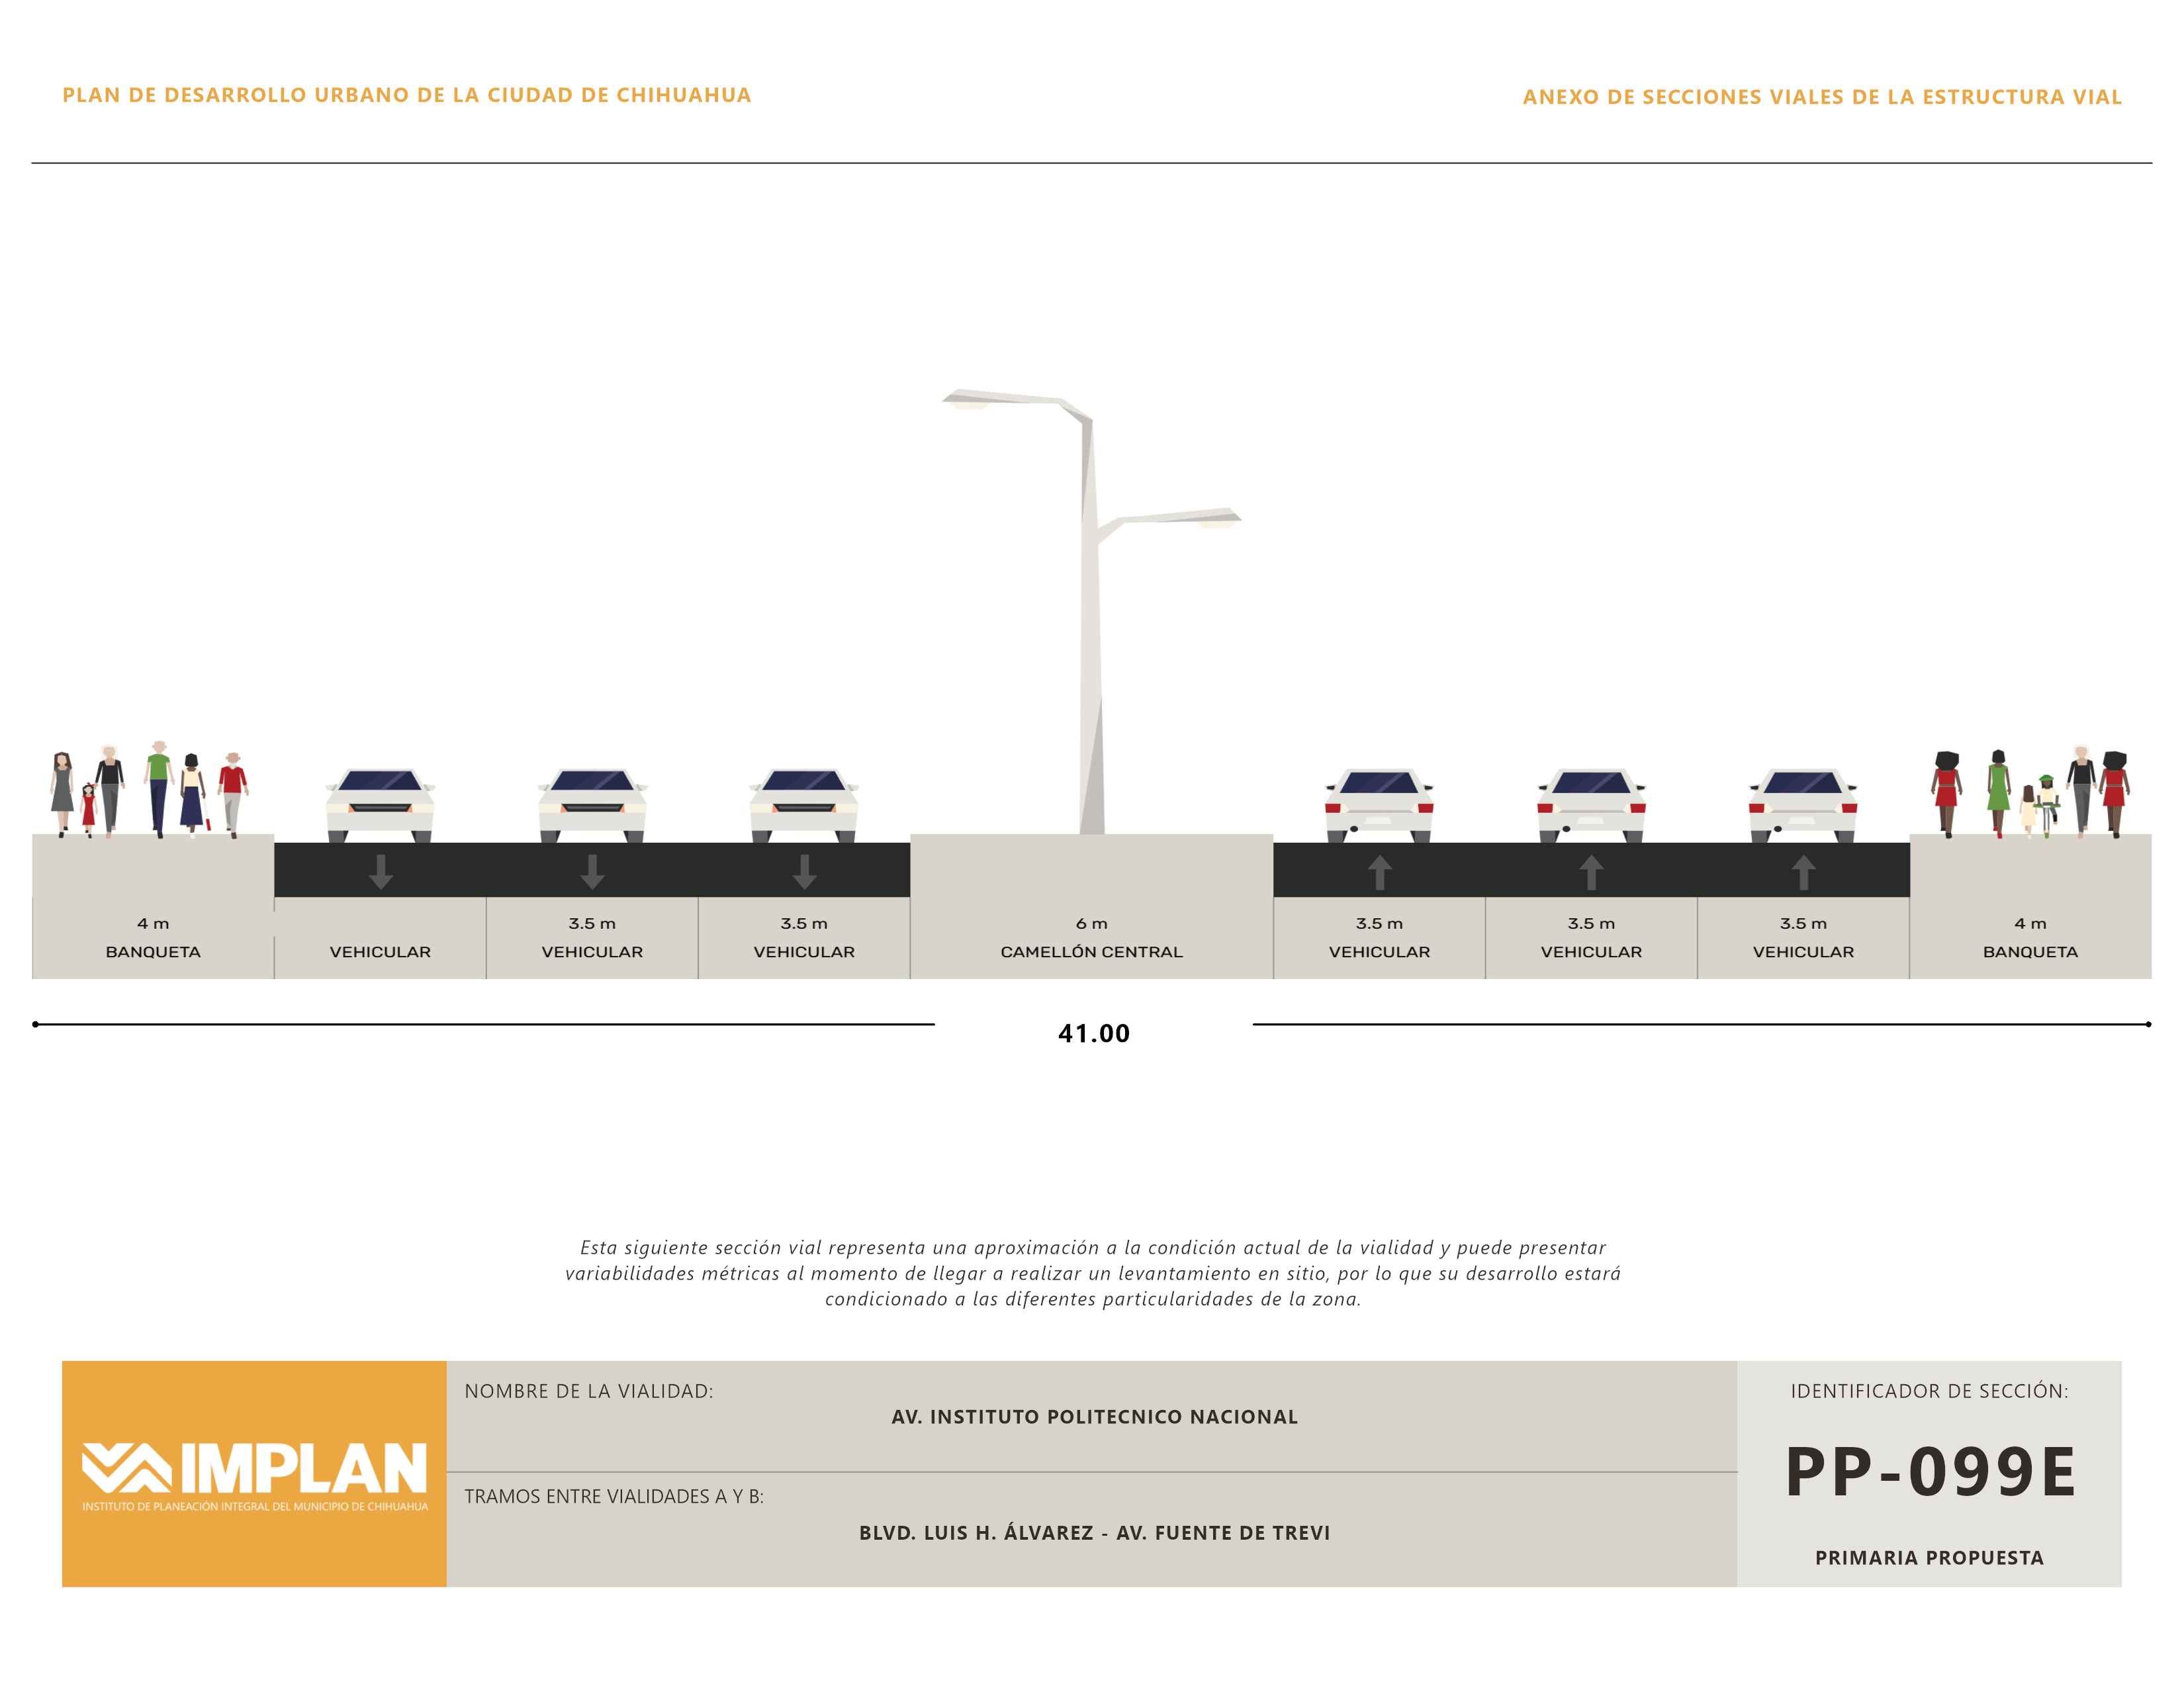 PLAN DE DESARROLLO URBANO DE LA CIUDAD DE CHIHUAHUA
ANEXO DE SECCIONES VIALES DE LA ESTRUCTURA VIAL
4 m
BANQUETA
VEHICULAR
3.5 m
VEHICULAR
3.5 m
VEHICULAR
6 m
CAMELLÓN CENTRAL
3.5 m
VEHICULAR
3.5 m
VEHICULAR
3.5 m
VEHICULAR
4 m
BANQUETA
41.00
Esta siguiente sección vial representa una aproximación a la condición actual de la vialidad y puede presentar
variabilidades métricas al momento de llegar a realizar un levantamiento en sitio, por lo que su desarrollo estará
condicionado a las diferentes particularidades de la zona.
IMPLAN
INSTITUTO DE PLANEACIÓN INTEGRAL DEL MUNICIPIO DE CHIHUAHUA
NOMBRE DE LA VIALIDAD:
AV. INSTITUTO POLITECNICO NACIONAL
TRAMOS ENTRE VIALIDADES A Y B:
BLVD. LUIS H. ÁLVAREZ - AV. FUENTE DE TREVI
IDENTIFICADOR DE SECCIÓN:
PP-099E
PRIMARIA PROPUESTA